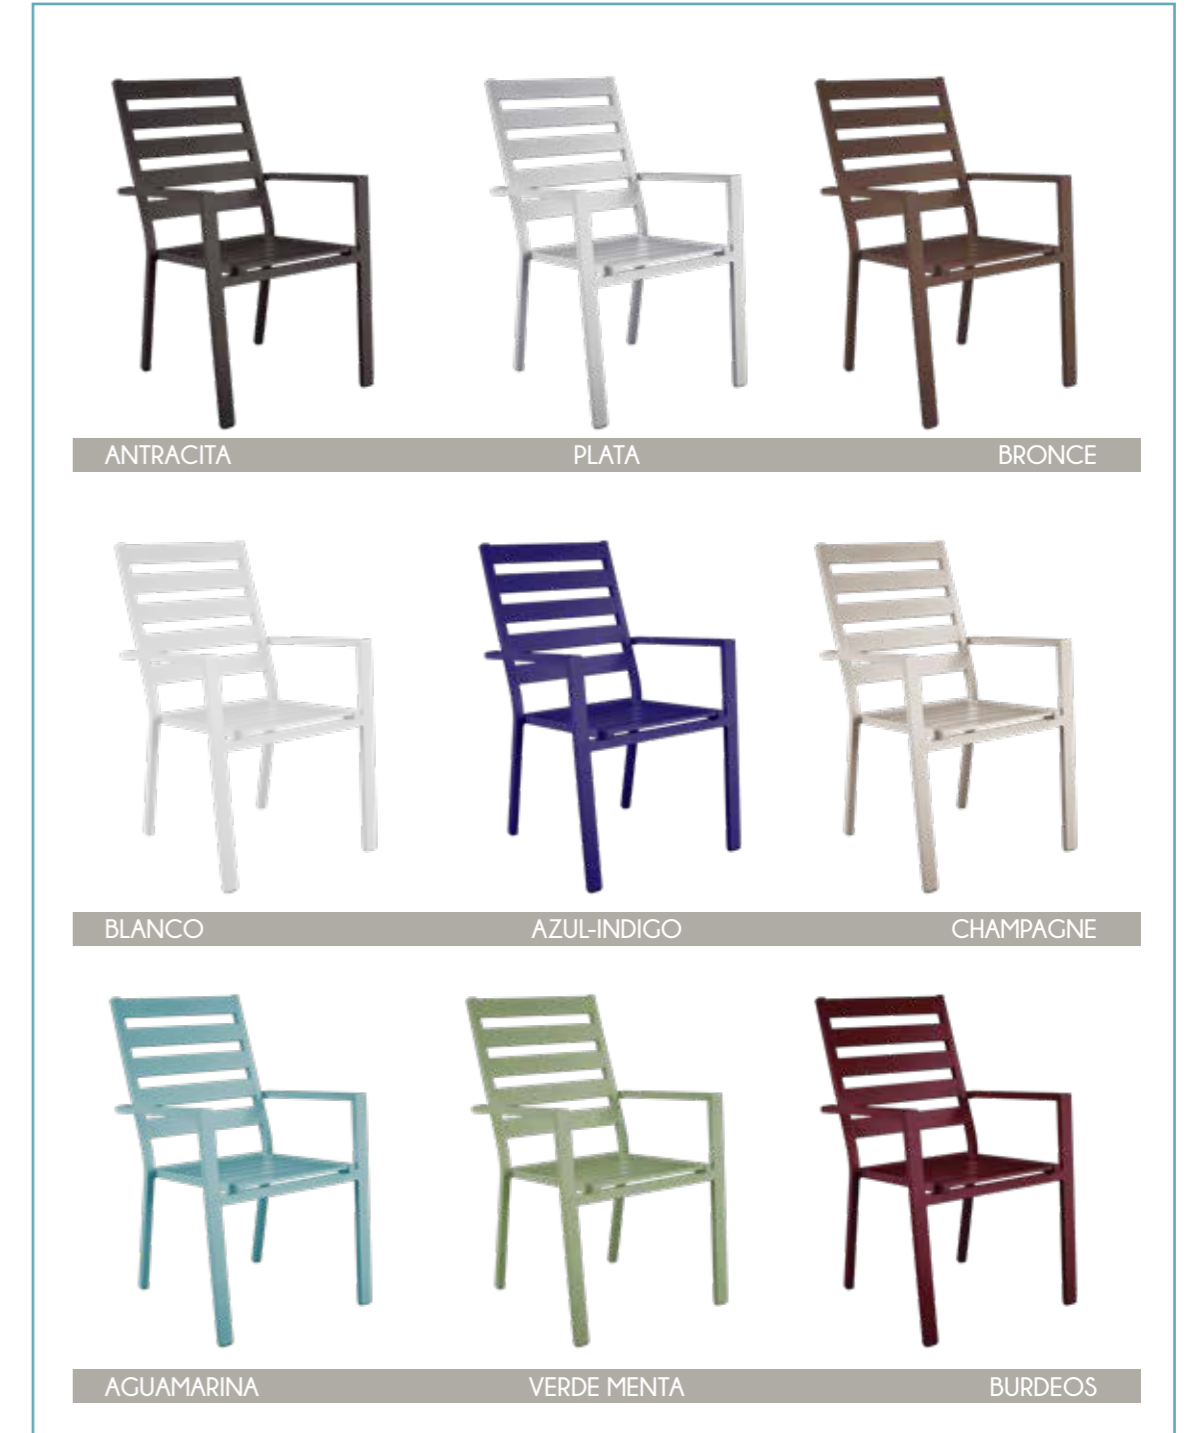 ANTRACITA PLATA BRONCE
BLANCO AZUL-INDIGO CHAMPAGNE
AGUAMARINA VERDE MENTA BURDEOS